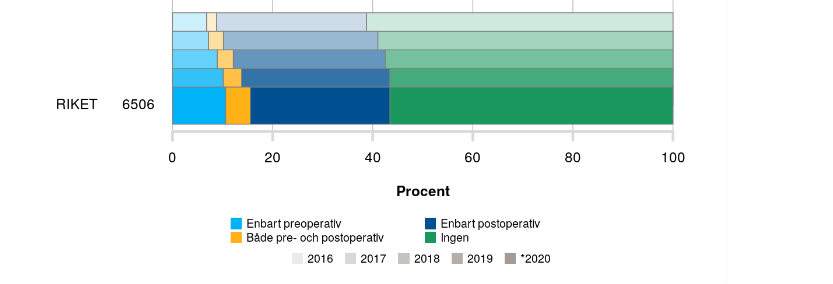 RIKET 6506
0 20 40 60 80 100
Procent
Enbart preoperativ Enbart postoperativ
Både pre- och postoperativ Ingen
2016 2017 2018 2019 *2020